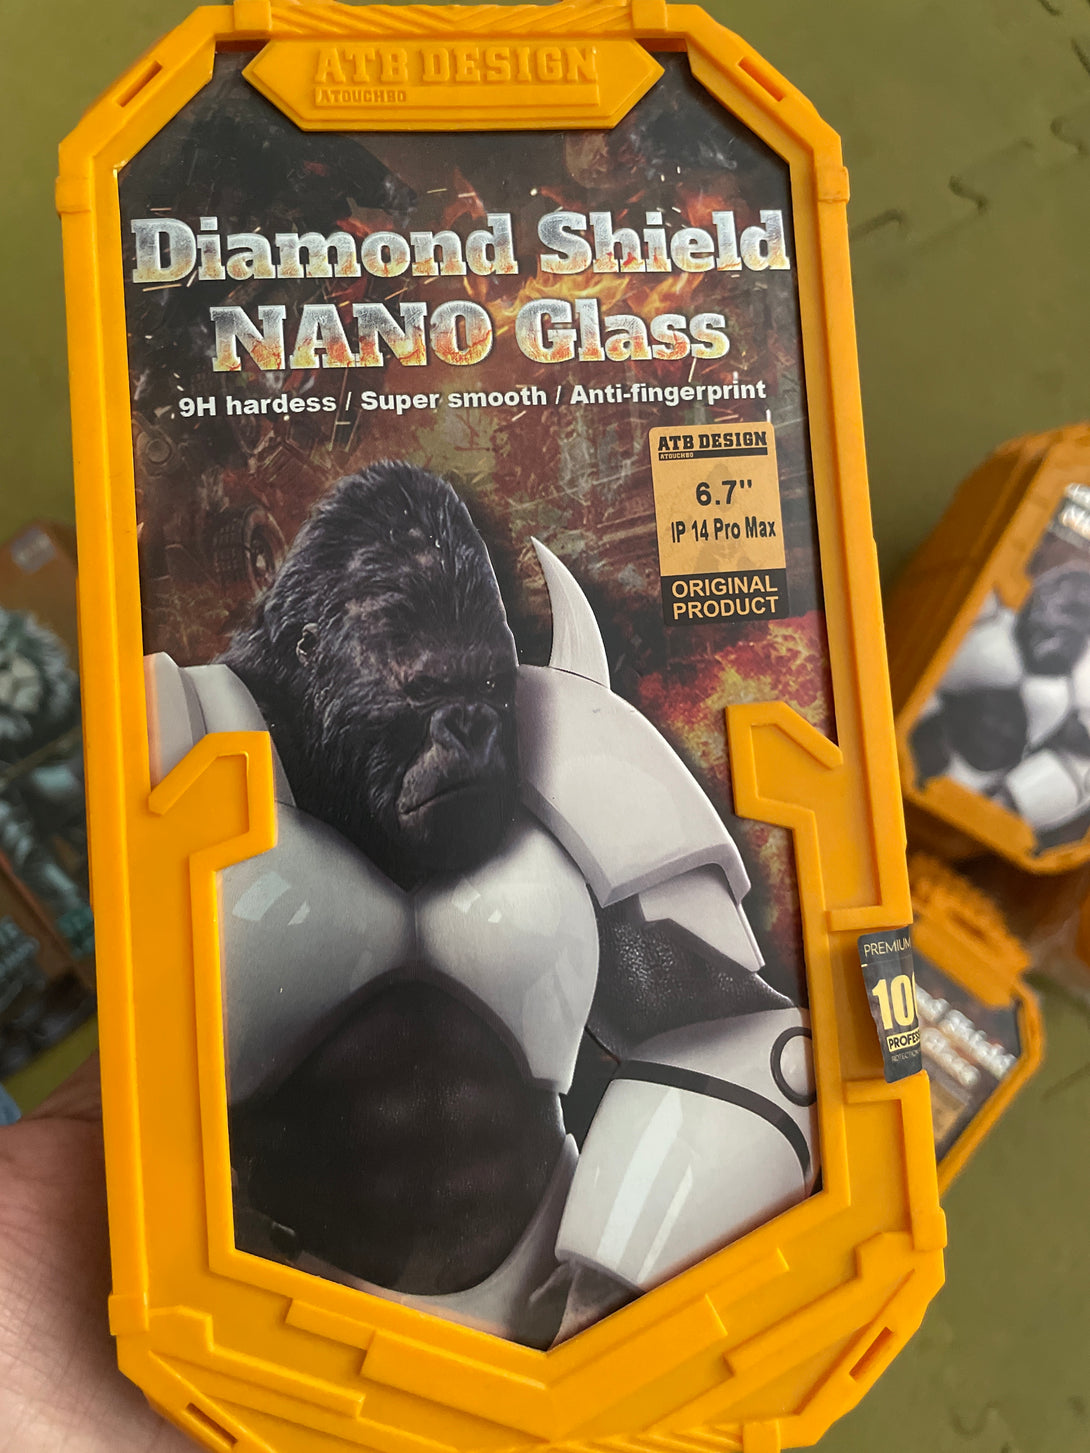 ATB DESIGN
ATOUCHBO
Diamond Shield
NANO Glass
9H hardess / Super smooth / Anti-fingerprint
ATB DESIGN
ATOUCHBO
6.7"
IP 14 Pro Max
ORIGINAL
PRODUCT
PREMIUM